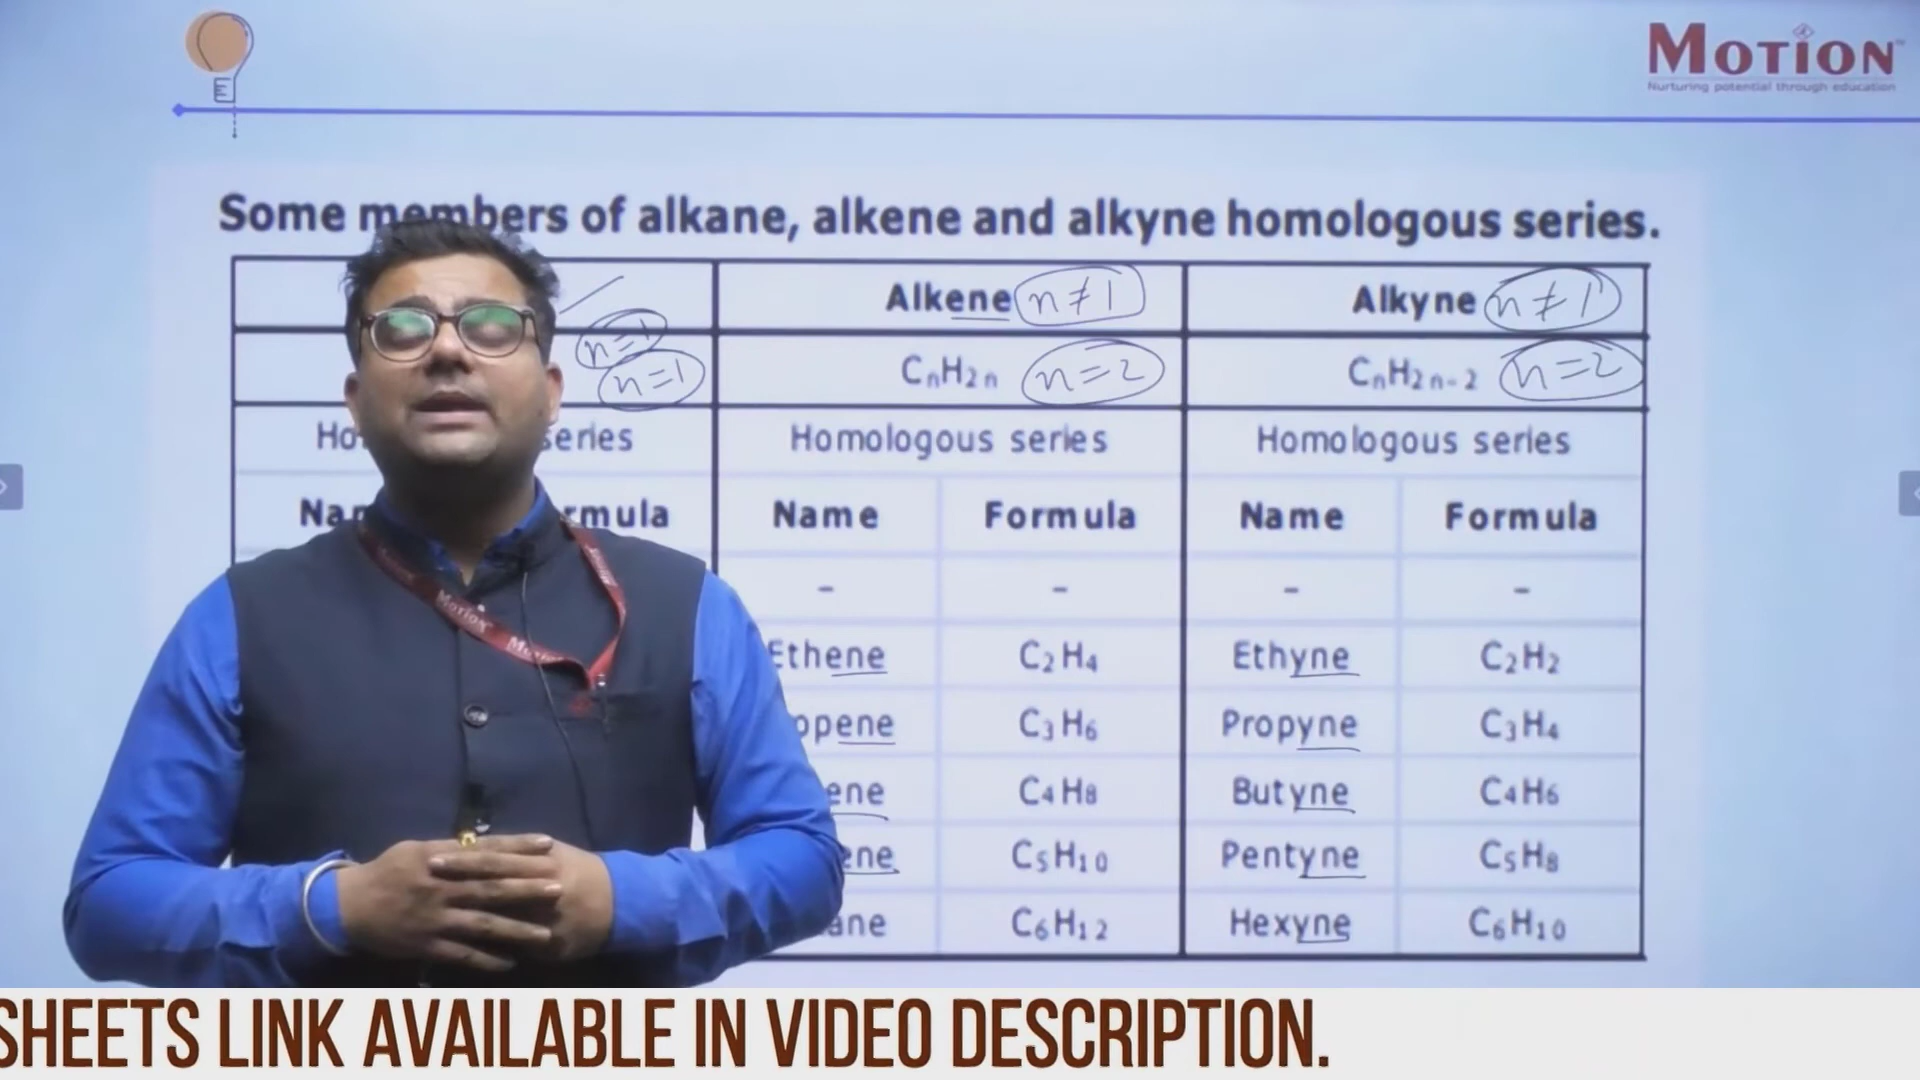 MOTION
Nurturing potential through education
Some members of alkane, alkene and alkyne homologous series.
Alkene n≠1
Alkyne n≠1
n=1
n=1
CnH2n n=2
CnH2n-2 n=2
series
Homologous series
Homologous series
Name Formula
Name Formula
- -
- -
Ethene C2H4
Ethyne C2H2
C3H6
Propyne C3H4
C4H8
Butyne C4H6
C5H10
Pentyne C5H8
C6H12
Hexyne C6H10
Motion
SHEETS LINK AVAILABLE IN VIDEO DESCRIPTION.